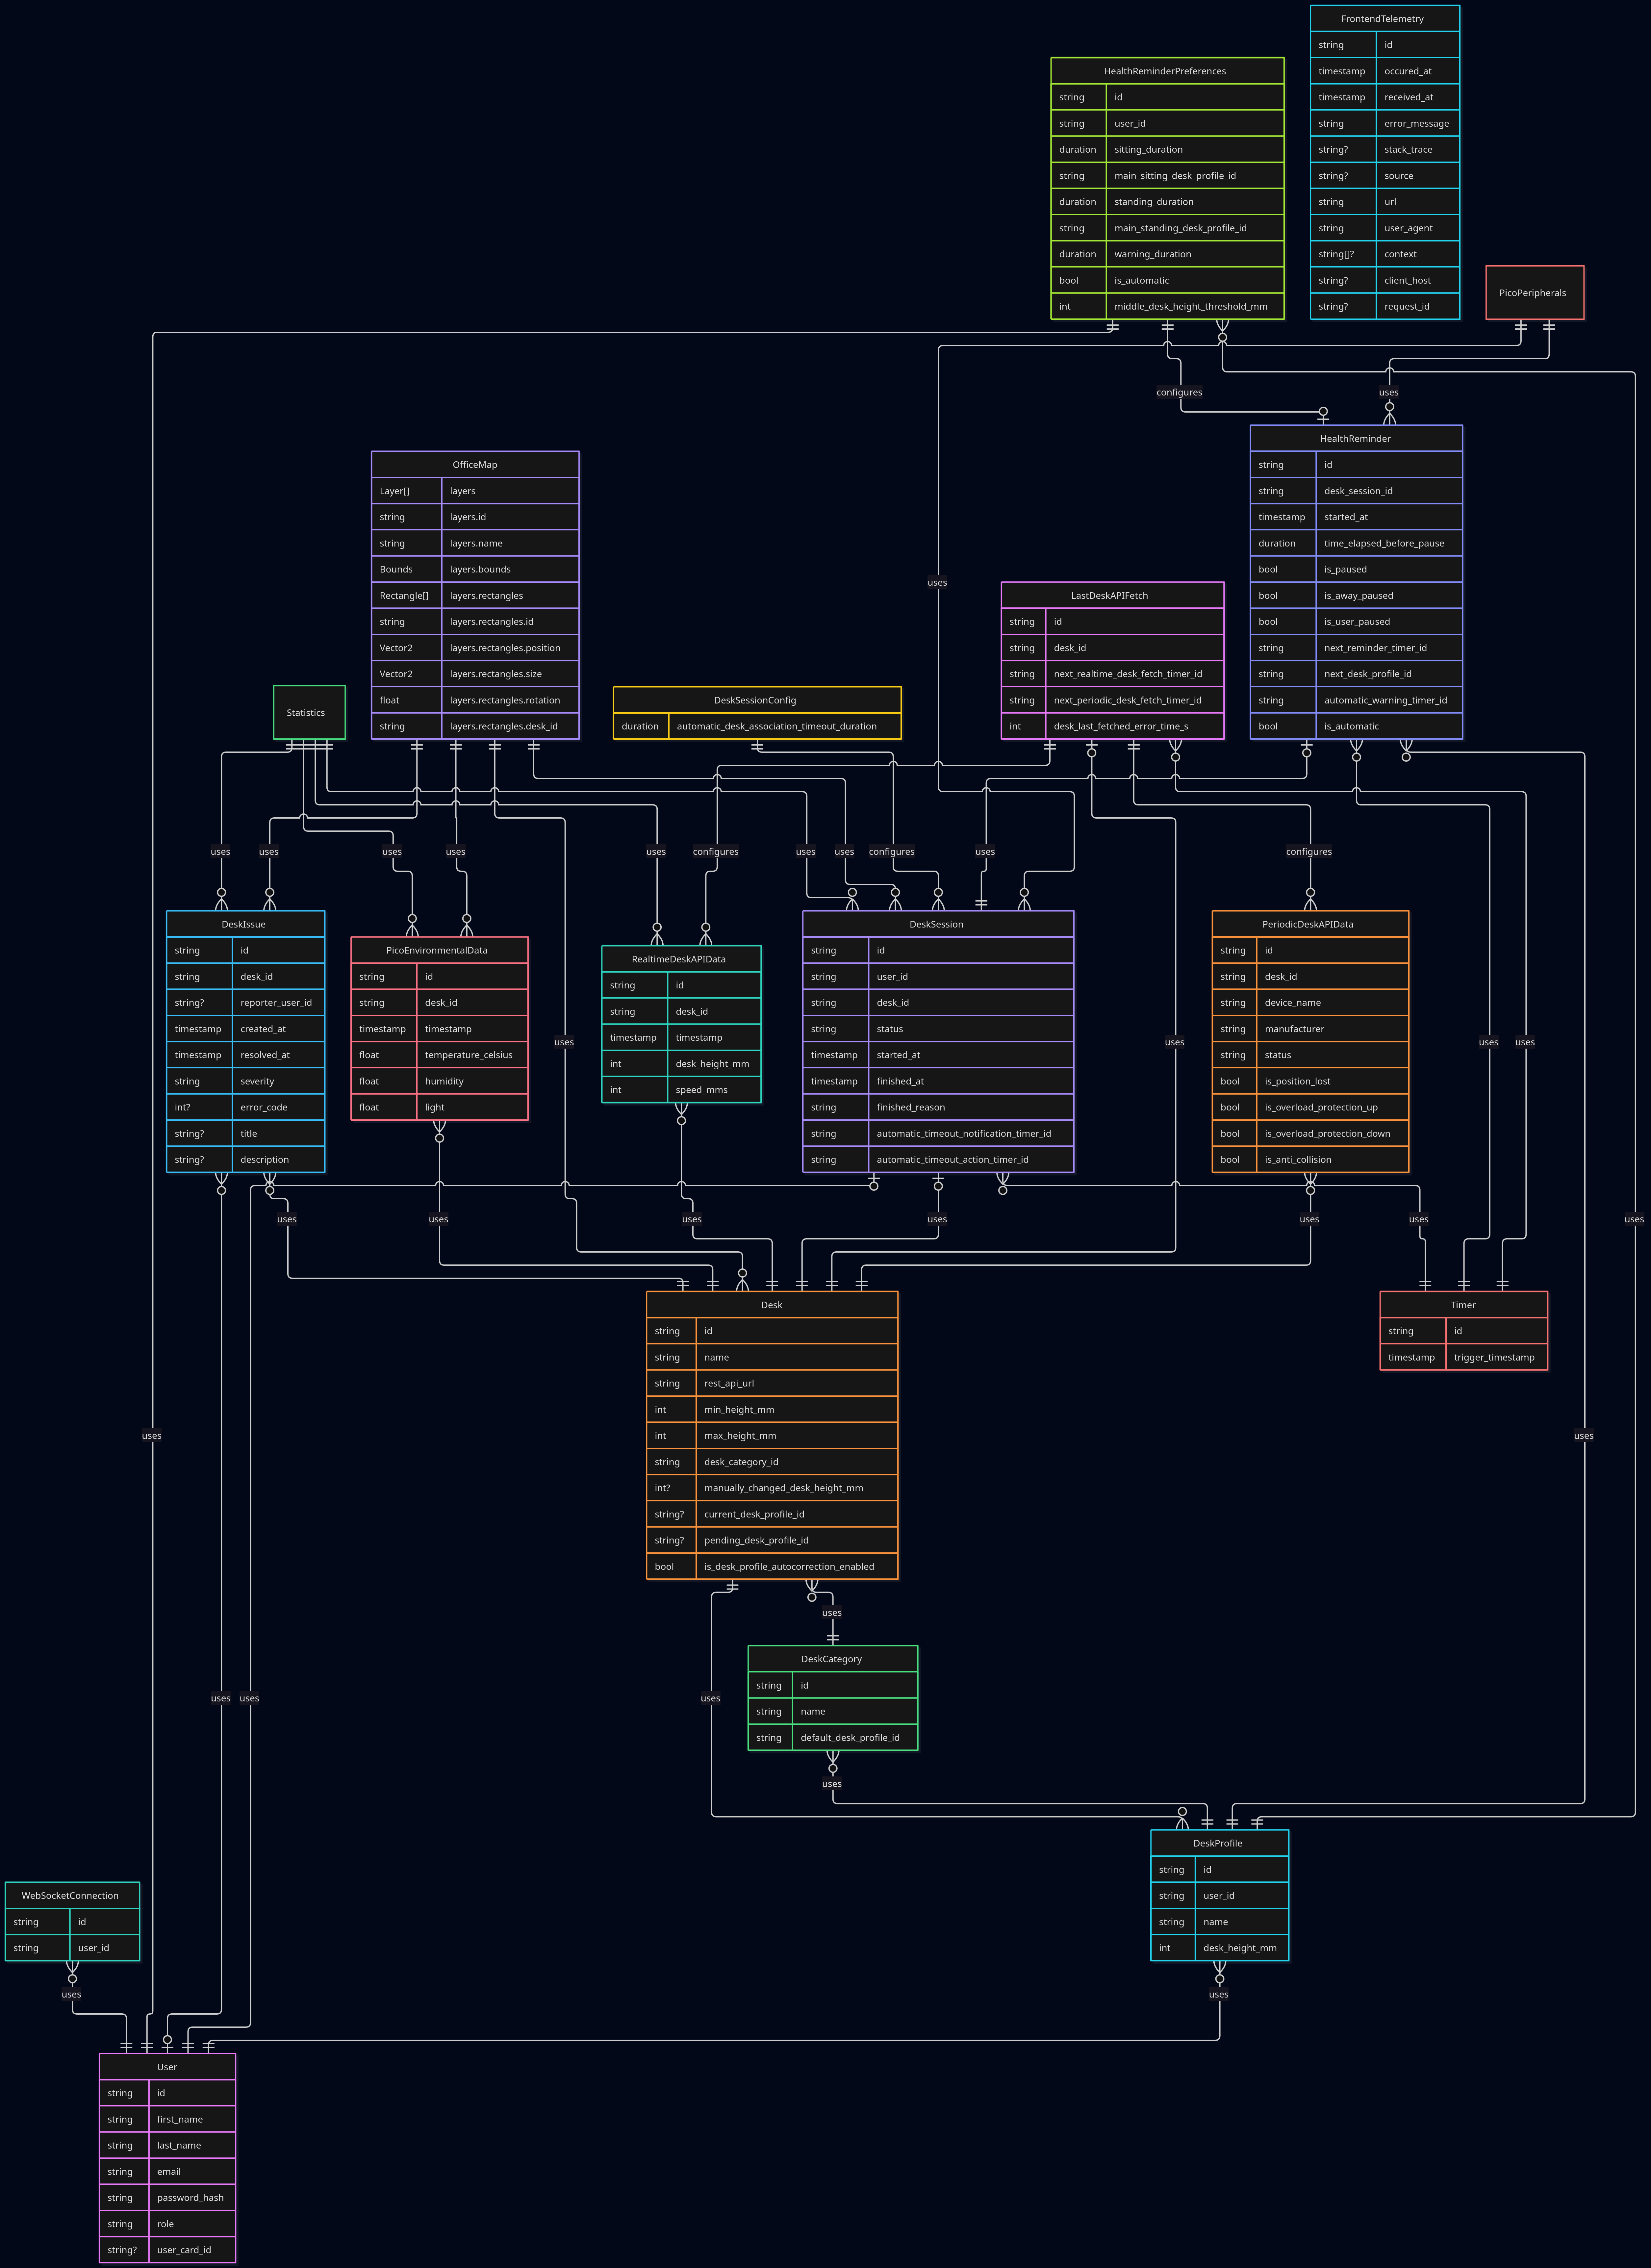 FrontendTelemetry
string id
timestamp occured_at
timestamp received_at
string error_message
string? stack_trace
string? source
string url
string user_agent
string[]? context
string? client_host
string? request_id
HealthReminderPreferences
string id
string user_id
duration sitting_duration
string main_sitting_desk_profile_id
duration standing_duration
string main_standing_desk_profile_id
duration warning_duration
bool is_automatic
int middle_desk_height_threshold_mm
PicoPeripherals
configures
uses
HealthReminder
string id
string desk_session_id
timestamp started_at
duration time_elapsed_before_pause
bool is_paused
bool is_away_paused
bool is_user_paused
string next_reminder_timer_id
string next_desk_profile_id
string automatic_warning_timer_id
bool is_automatic
OfficeMap
Layer[] layers
string layers.id
string layers.name
Bounds layers.bounds
Rectangle[] layers.rectangles
string layers.rectangles.id
Vector2 layers.rectangles.position
Vector2 layers.rectangles.size
float layers.rectangles.rotation
string layers.rectangles.desk_id
uses
LastDeskAPIFetch
string id
string desk_id
string next_realtime_desk_fetch_timer_id
string next_periodic_desk_fetch_timer_id
int desk_last_fetched_error_time_s
Statistics
DeskSessionConfig
duration automatic_desk_association_timeout_duration
uses
uses
uses
uses
uses
configures
uses
uses
configures
uses
configures
DeskIssue
string id
string desk_id
string? reporter_user_id
timestamp created_at
timestamp resolved_at
string severity
int? error_code
string? title
string? description
PicoEnvironmentalData
string id
string desk_id
timestamp timestamp
float temperature_celsius
float humidity
float light
uses
RealtimeDeskAPIData
string id
string desk_id
timestamp timestamp
int desk_height_mm
int speed_mms
DeskSession
string id
string user_id
string desk_id
string status
timestamp started_at
timestamp finished_at
string finished_reason
string automatic_timeout_notification_timer_id
string automatic_timeout_action_timer_id
uses
PeriodicDeskAPIData
string id
string desk_id
string device_name
string manufacturer
string status
bool is_position_lost
bool is_overload_protection_up
bool is_overload_protection_down
bool is_anti_collision
uses
uses
uses
uses
uses
uses
uses
uses
uses
Desk
string id
string name
string rest_api_url
int min_height_mm
int max_height_mm
string desk_category_id
int? manually_changed_desk_height_mm
string? current_desk_profile_id
string? pending_desk_profile_id
bool is_desk_profile_autocorrection_enabled
Timer
string id
timestamp trigger_timestamp
uses
uses
uses
DeskCategory
string id
string name
string default_desk_profile_id
uses
uses
uses
uses
DeskProfile
string id
string user_id
string name
int desk_height_mm
WebSocketConnection
string id
string user_id
uses
uses
User
string id
string first_name
string last_name
string email
string password_hash
string role
string? user_card_id